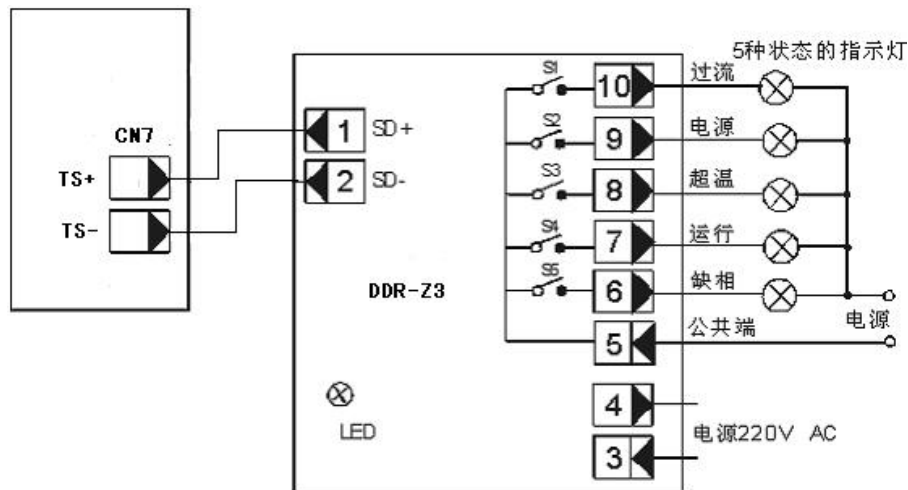 5种状态的指示灯
S1
10
过流
CN7
1
SD+
S2
9
电源
TS+
2
SD-
S3
8
超温
TS-
S4
7
运行
DDR-Z3
S5
6
缺相
5
公共端
电源
4
LED
电源220V AC
3